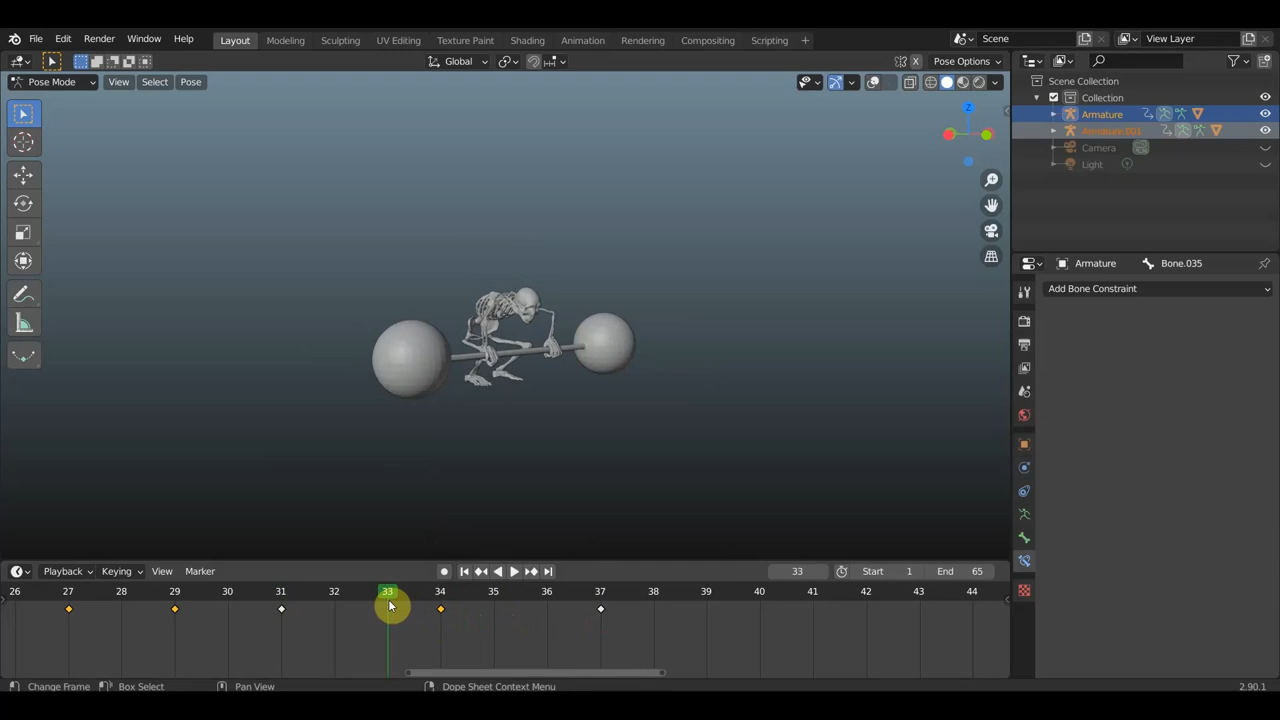 File Edit Render Window Help Layout Modeling Sculpting UV Editing Texture Paint Shading Animation Rendering Compositing Scripting + Scene View Layer
Global X Pose Options
Pose Mode View Select Pose
Z
Scene Collection
Collection
Armature
Armature.001
Camera
Light
Armature Bone.035
Add Bone Constraint
Playback Keying View Marker 33 Start 1 End 65
26 27 28 29 30 31 32 33 34 35 36 37 38 39 40 41 42 43 44
Change Frame Box Select Pan View Dope Sheet Context Menu 2.90.1